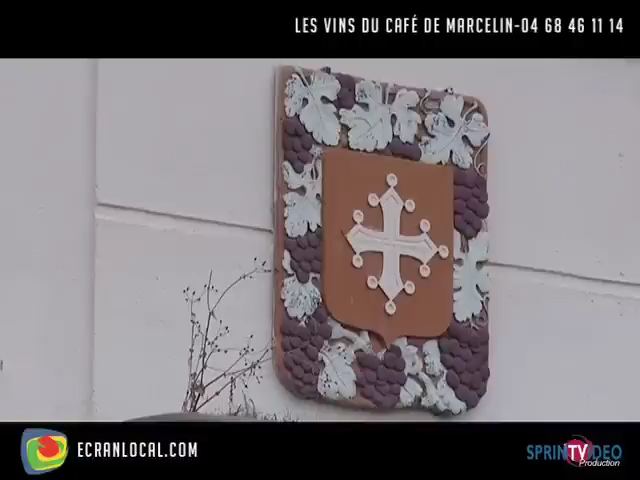 LES VINS DU CAFÉ DE MARCELIN-04 68 46 11 14
ECRANLOCAL.COM
SPRINTVIDEO
Production